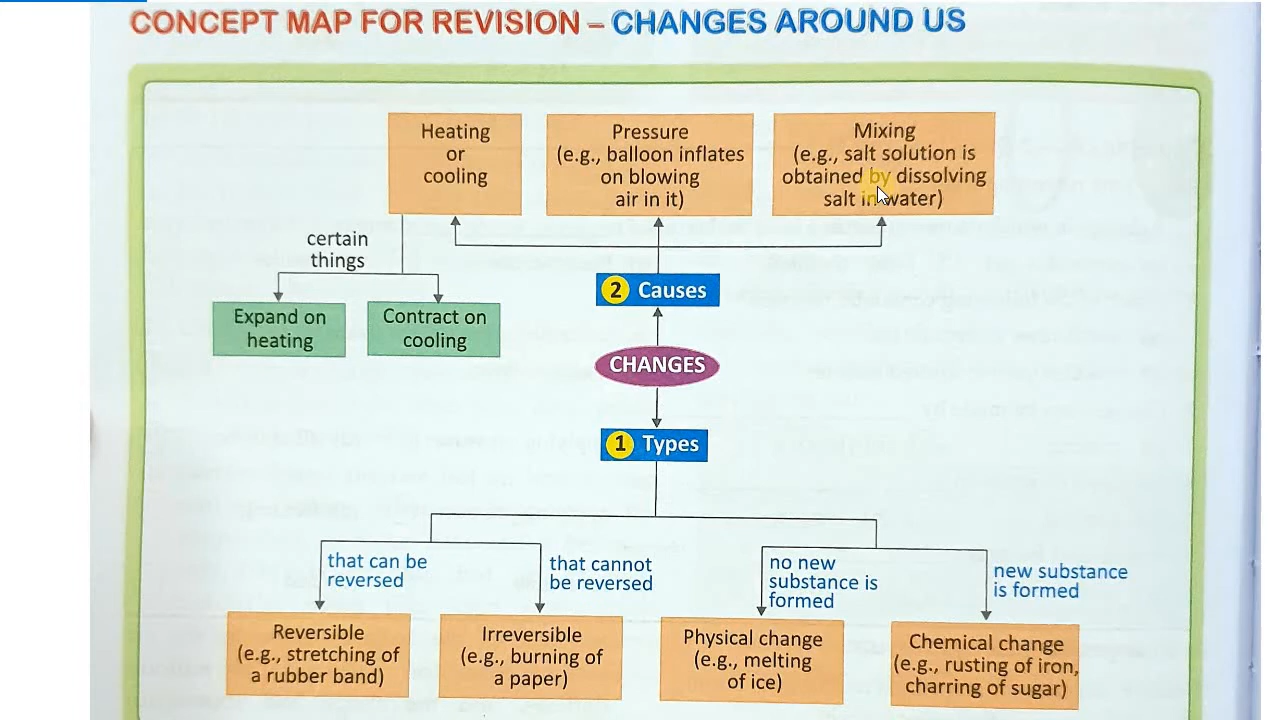 CONCEPT MAP FOR REVISION – CHANGES AROUND US
Heating
or
cooling
Pressure
(e.g., balloon inflates
on blowing
air in it)
Mixing
(e.g., salt solution is
obtained by dissolving
salt in water)
certain
things
Expand on
heating
Contract on
cooling
2 Causes
CHANGES
1 Types
that can be
reversed
that cannot
be reversed
no new
substance is
formed
new substance
is formed
Reversible
(e.g., stretching of
a rubber band)
Irreversible
(e.g., burning of
a paper)
Physical change
(e.g., melting
of ice)
Chemical change
(e.g., rusting of iron,
charring of sugar)